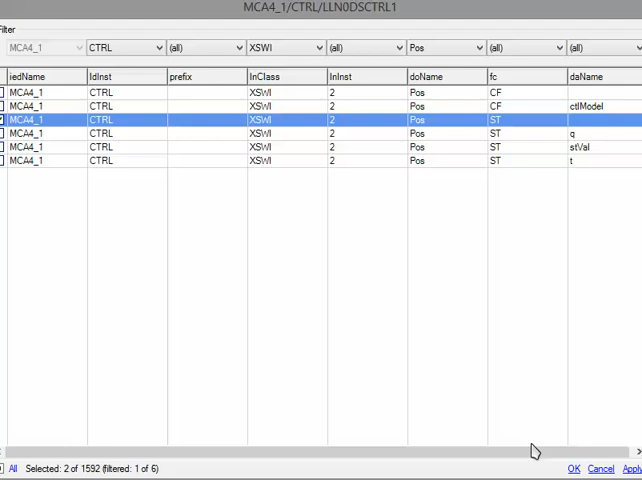 MCA4_1/CTRL/LLN0DSCTRL1
Filter
MCA4_1 CTRL (all) XSWI (all) Pos (all) (all)
iedName ldInst prefix lnClass lnInst doName fc daName
MCA4_1 CTRL XSWI 2 Pos CF
MCA4_1 CTRL XSWI 2 Pos CF ctlModel
MCA4_1 CTRL XSWI 2 Pos ST
MCA4_1 CTRL XSWI 2 Pos ST q
MCA4_1 CTRL XSWI 2 Pos ST stVal
MCA4_1 CTRL XSWI 2 Pos ST t
All Selected: 2 of 1592 (filtered: 1 of 6) OK Cancel Apply